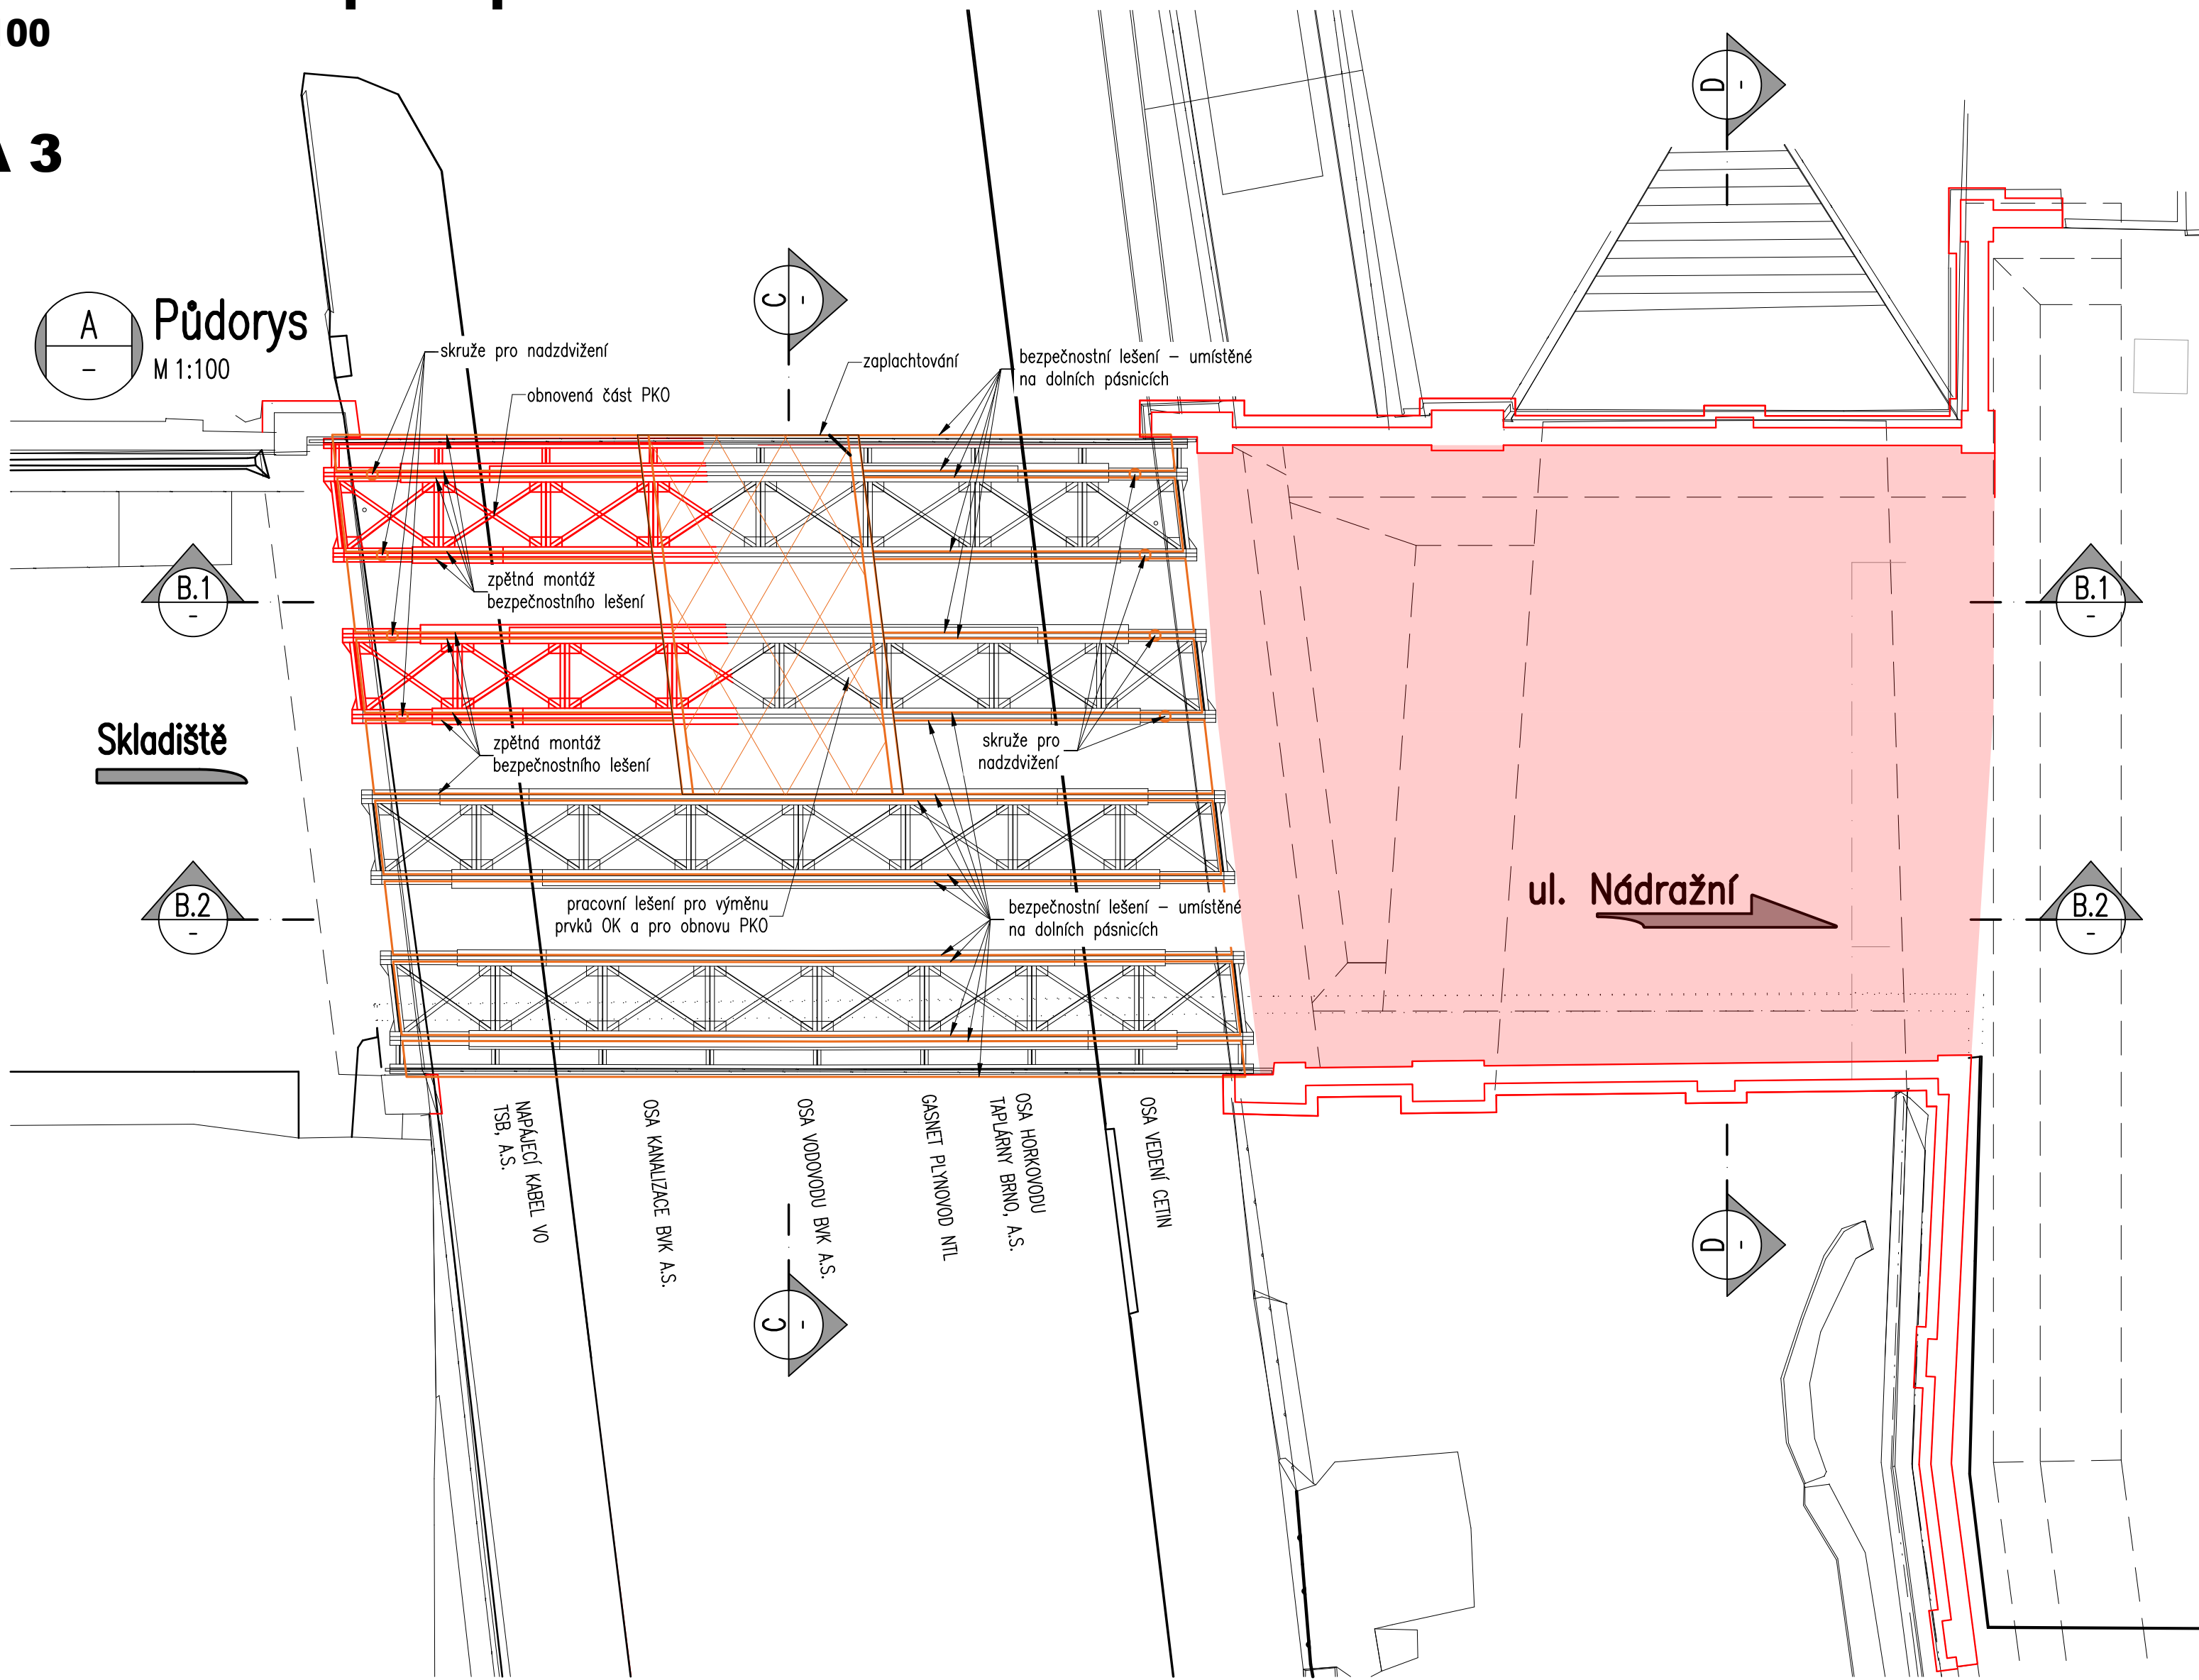 00
A 3
A
-
Půdorys
M 1:100
D
-
C
-
skruže pro nadzdvižení
obnovená část PKO
zaplachtování
bezpečnostní lešení – umístěné
na dolních pásnicích
B.1
-
zpětná montáž
bezpečnostního lešení
B.1
-
Skladiště
zpětná montáž
bezpečnostního lešení
skruže pro
nadzdvižení
B.2
-
pracovní lešení pro výměnu
prvků OK a pro obnovu PKO
bezpečnostní lešení – umístěné
na dolních pásnicích
ul. Nádražní
B.2
-
NAPÁJECÍ KABEL VO
TSB, A.S.
OSA KANALIZACE BVK A.S.
OSA VODOVODU BVK A.S.
GASNET PLYNOVOD NTL
OSA HORKOVODU
TAPLÁRNY BRNO, A.S.
OSA VEDENÍ CETIN
D
-
C
-